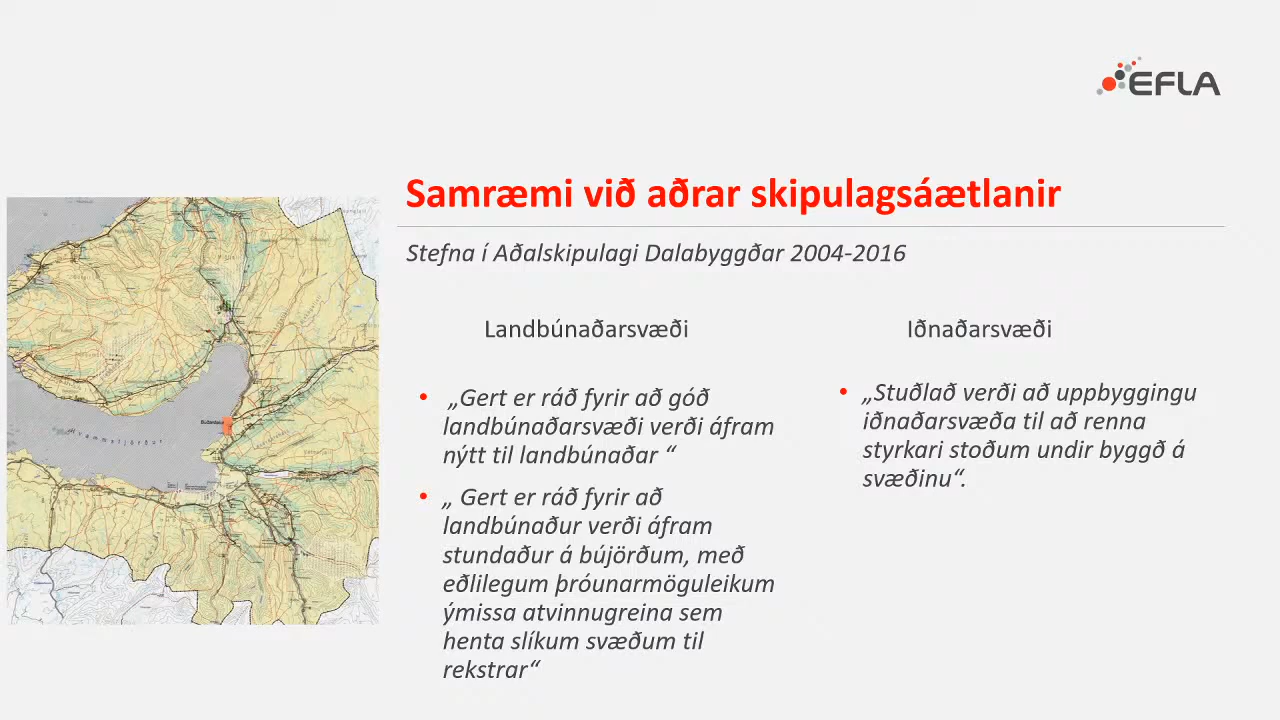 EFLA
Samræmi við aðrar skipulagsáætlanir
Stefna í Aðalskipulagi Dalabyggðar 2004-2016
Landbúnaðarsvæði
• „Gert er ráð fyrir að góð
landbúnaðarsvæði verði áfram
nýtt til landbúnaðar “
• „ Gert er ráð fyrir að
landbúnaður verði áfram
stundaður á bújörðum, með
eðlilegum þróunarmöguleikum
ýmissa atvinnugreina sem
henta slíkum svæðum til
rekstrar“
Iðnaðarsvæði
• „Stuðlað verði að uppbyggingu
iðnaðarsvæða til að renna
styrkari stoðum undir byggð á
svæðinu“.
Búðardalur
Hvammsfjörður